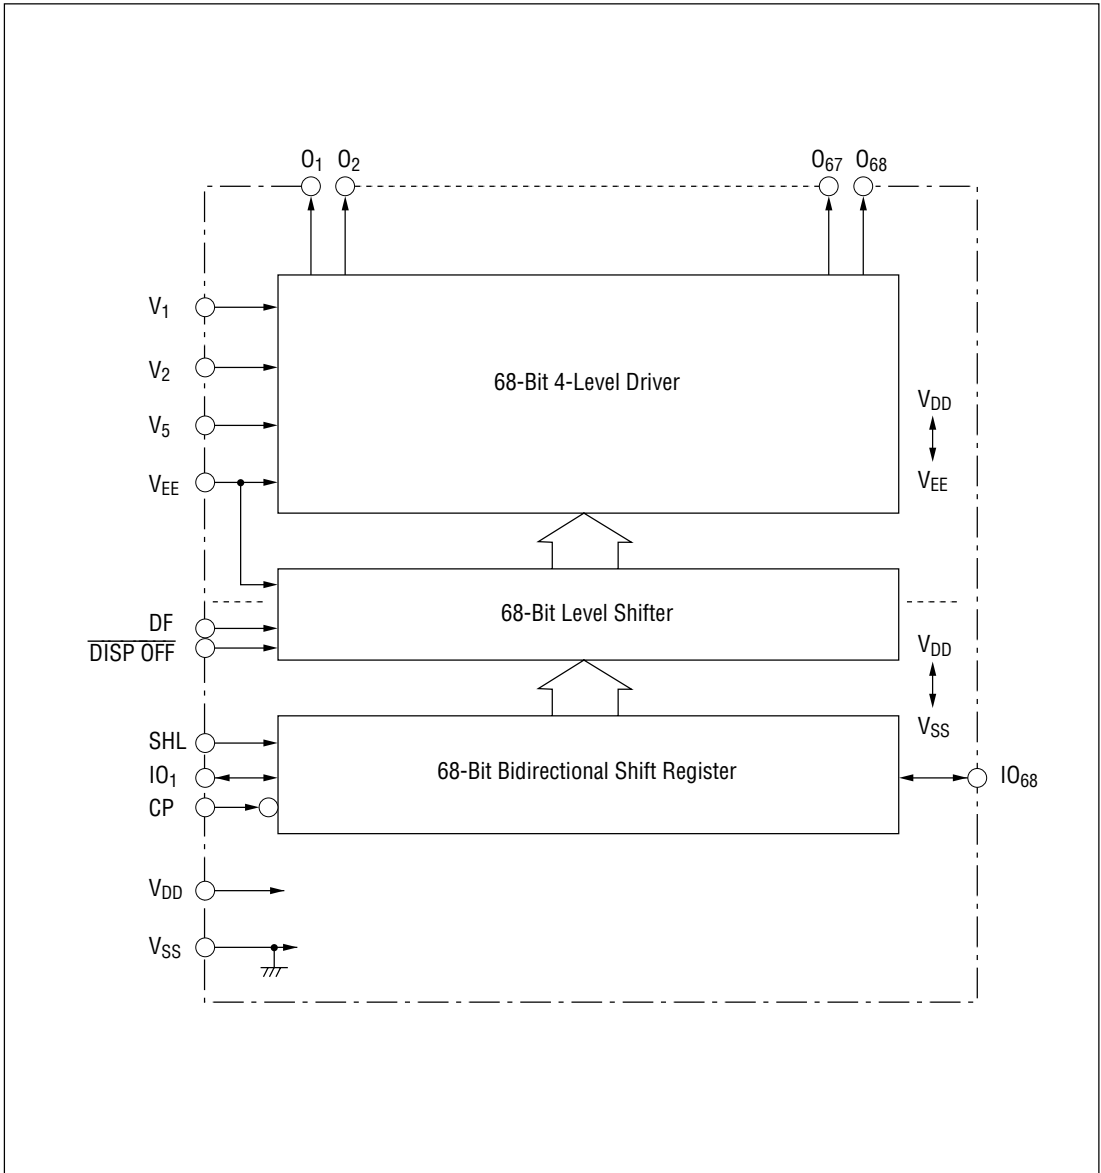 O1 O2 O67 O68
V1
V2
68-Bit 4-Level Driver
VDD
V5
VEE
VEE
68-Bit Level Shifter
DF
DISP OFF
VDD
VSS
SHL
IO1
68-Bit Bidirectional Shift Register
IO68
CP
VDD
VSS